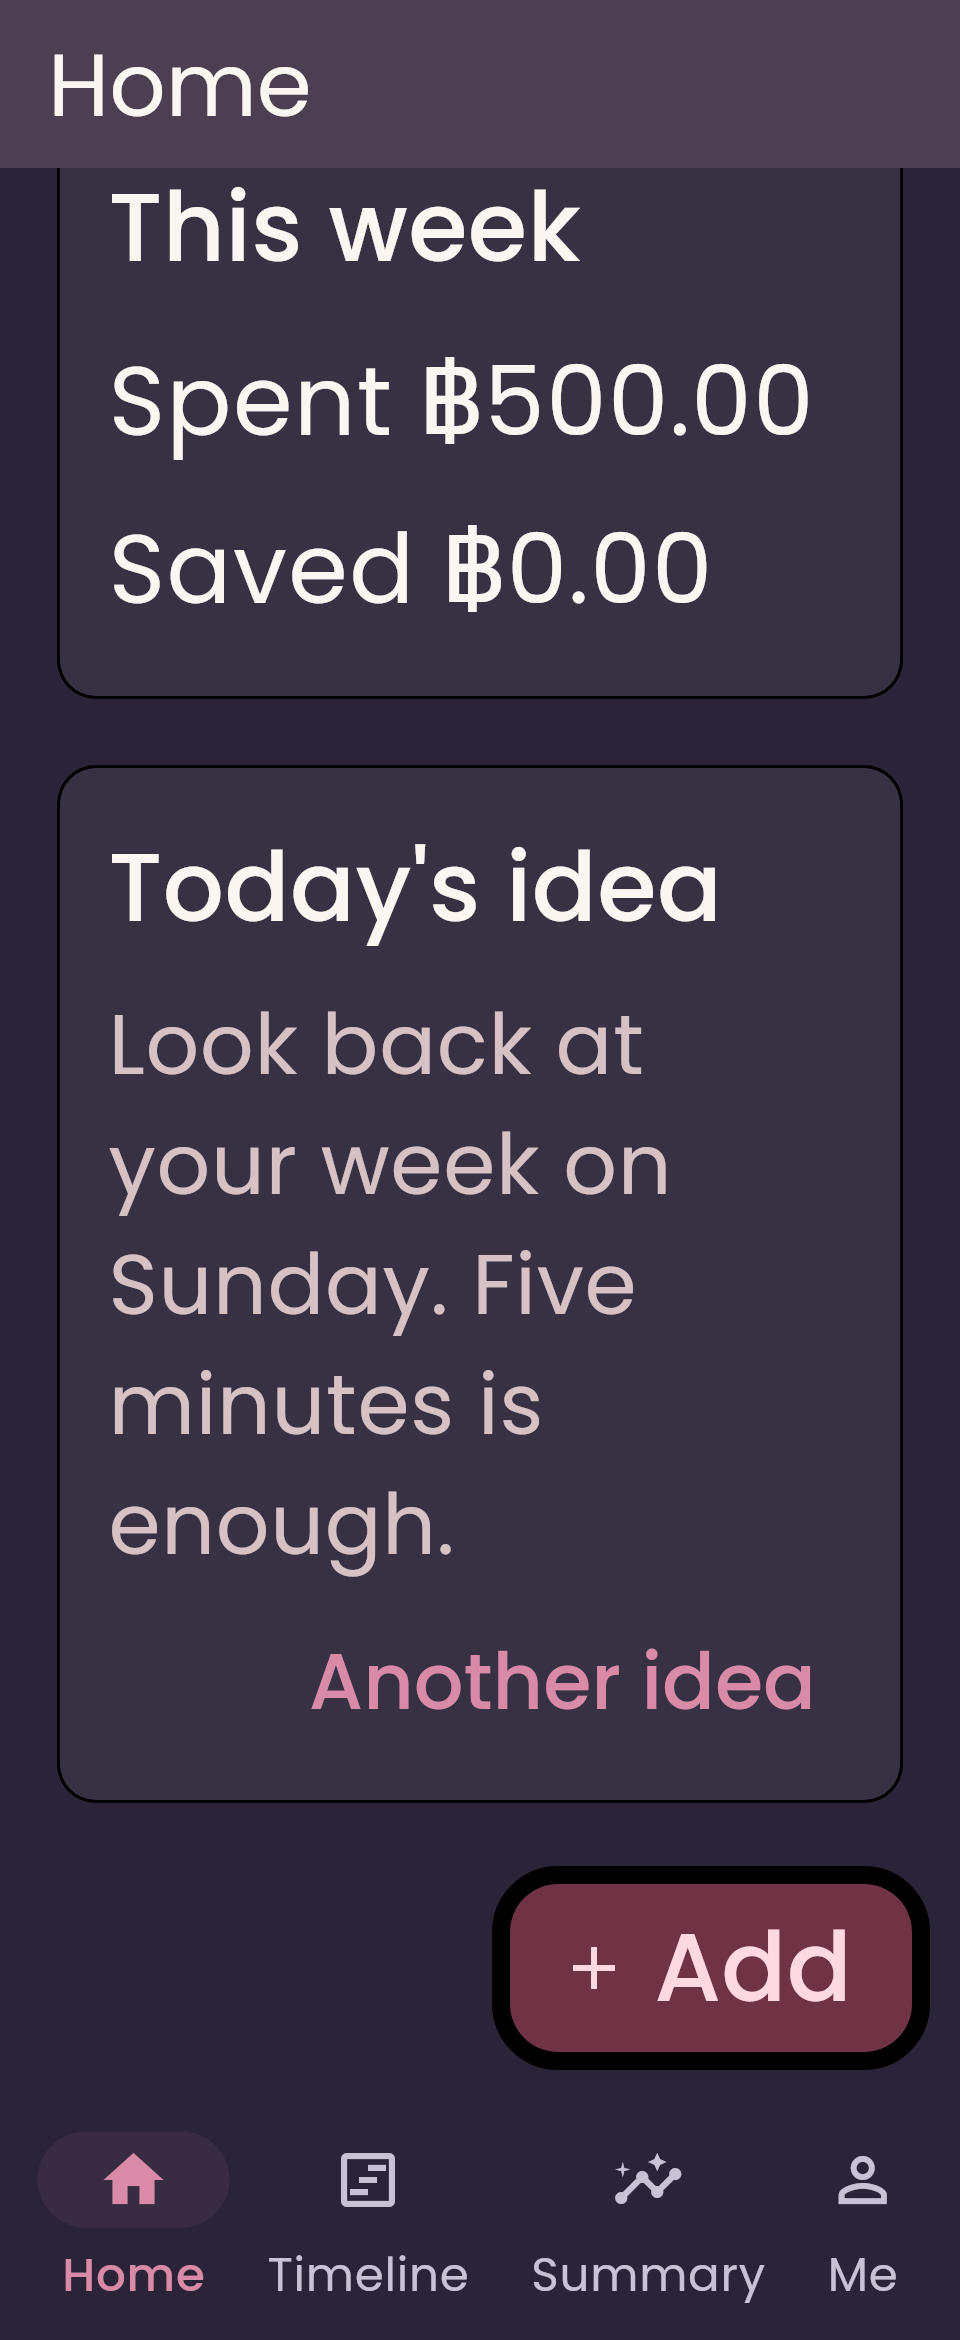 Home
This week
Spent ฿500.00
Saved ฿0.00
Today's idea
Look back at
your week on
Sunday. Five
minutes is
enough.
Another idea
+ Add
Home
Timeline
Summary
Me